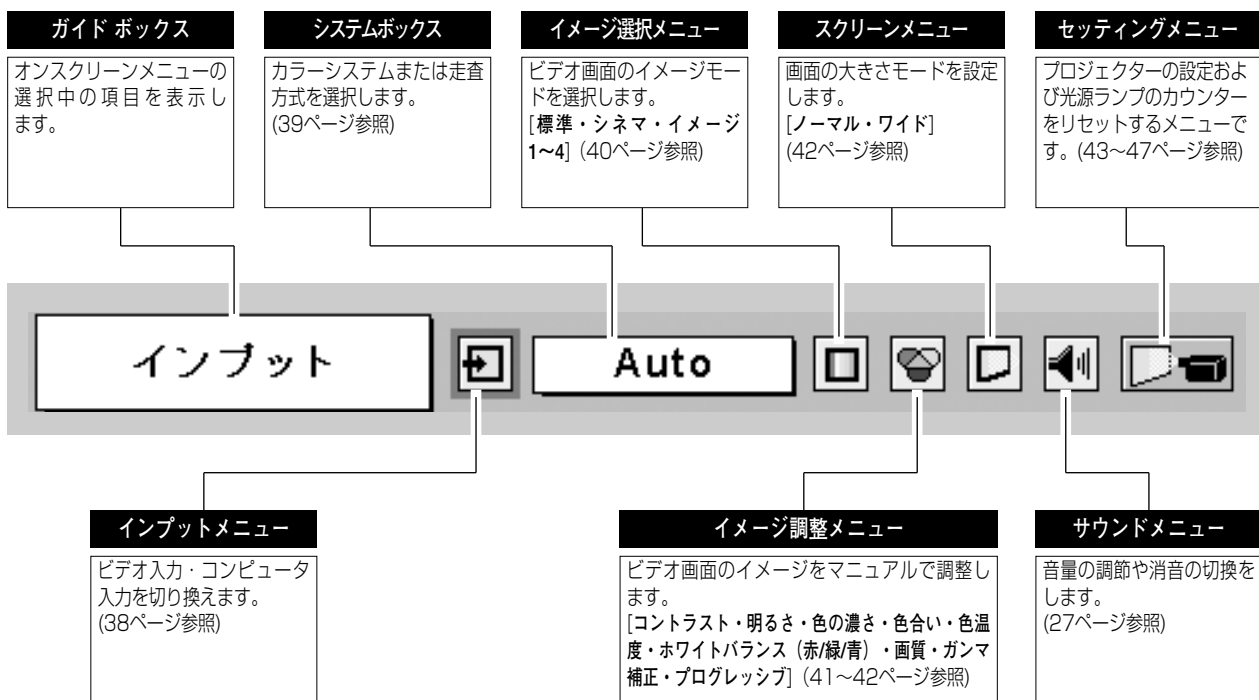 ガイド ボックス
オンスクリーンメニューの
選択中の項目を表示し
ます。
システムボックス
カラーシステムまたは走査
方式を選択します。
(39ページ参照)
イメージ選択メニュー
ビデオ画面のイメージモー
ドを選択します。
[標準・シネマ・イメージ
1〜4]（40ページ参照)
スクリーンメニュー
画面の大きさモードを設定
します。
[ノーマル・ワイド]
(42ページ参照)
セッティングメニュー
プロジェクターの設定およ
び光源ランプのカウンター
をリセットするメニューで
す。(43〜47ページ参照)
インプット
Auto
インプットメニュー
ビデオ入力・コンピュータ
入力を切り換えます。
(38ページ参照)
イメージ調整メニュー
ビデオ画面のイメージをマニュアルで調整し
ます。
[コントラスト・明るさ・色の濃さ・色合い・色温
度・ホワイトバランス（赤/緑/青）・画質・ガンマ
補正・プログレッシブ]（41〜42ページ参照）
サウンドメニュー
音量の調節や消音の切換を
します。
(27ページ参照)